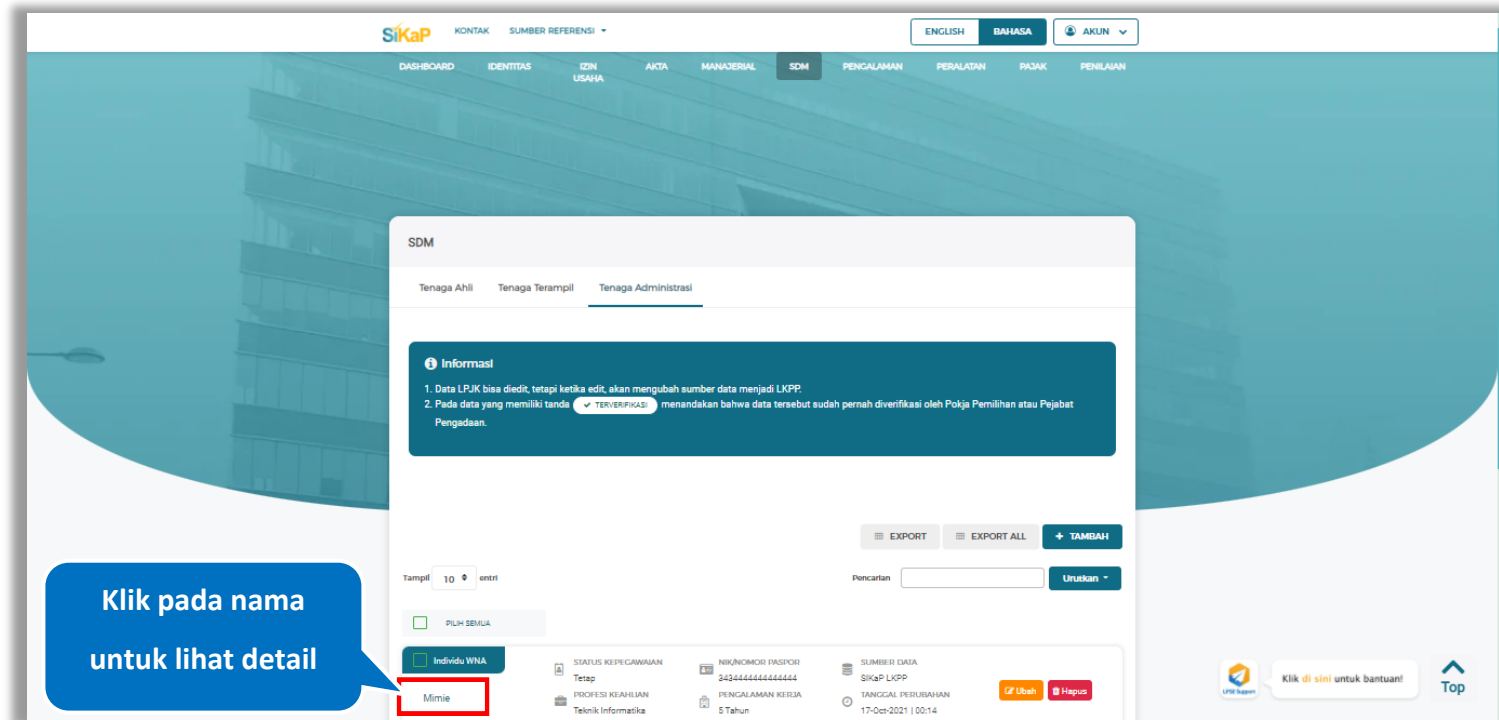 SiKaP KONTAK SUMBER REFERENSI ENGLISH BAHASA AKUN
DASHBOARD IDENTITAS IZIN USAHA AKTA MANAJERIAL SDM PENGALAMAN PERALATAN PAJAK PENILAIAN
SDM
Tenaga Ahli Tenaga Terampil Tenaga Administrasi
Informasi
1. Data LPJK bisa diedit, tetapi ketika edit, akan mengubah sumber data menjadi LKPP.
2. Pada data yang memiliki tanda TERVERIFIKASI menandakan bahwa data tersebut sudah pernah diverifikasi oleh Pokja Pemilihan atau Pejabat
Pengadaan.
EXPORT EXPORT ALL + TAMBAH
Tampil 10 entri Pencarian Urutkan
PILIH SEMUA
Klik pada nama
untuk lihat detail
Individu WNA
Mimie
STATUS KEPEGAWAIAN
Tetap
PROFESI KEAHLIAN
Teknik Informatika
NIK/NOMOR PASPOR
3434444444444444
PENGALAMAN KERJA
5 Tahun
SUMBER DATA
SIKaP LKPP
TANGGAL PERUBAHAN
17-Oct-2021 | 00:14
Ubah Hapus
LPSE Support
Klik di sini untuk bantuan!
Top